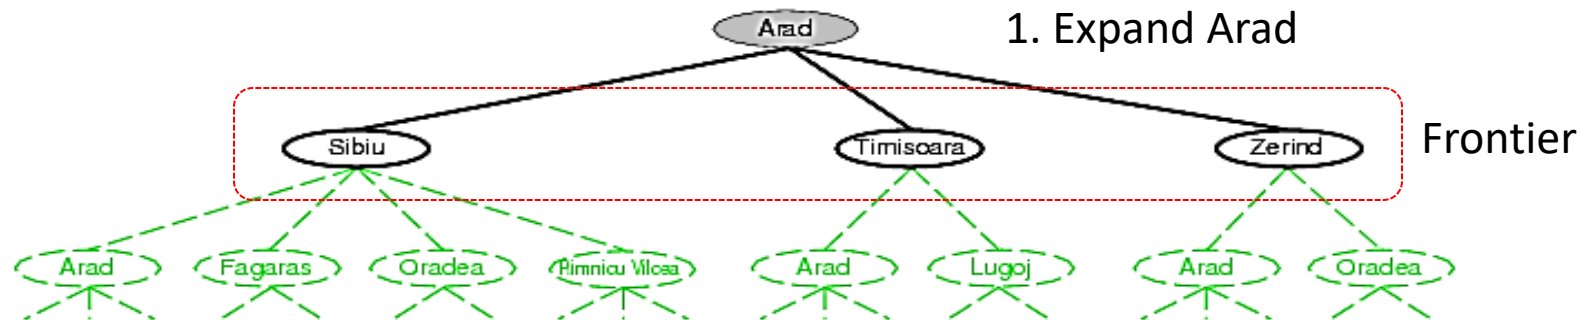 Arad
1. Expand Arad
Sibiu
Timisoara
Zerind
Frontier
Arad
Fagaras
Oradea
Rimnicu Vilcea
Arad
Lugoj
Arad
Oradea